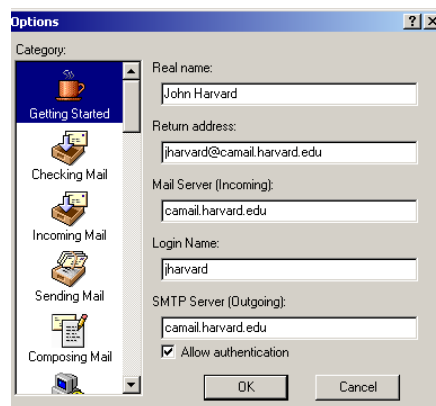 Options
Category:
Getting Started
Checking Mail
Incoming Mail
Sending Mail
Composing Mail
Real name:
John Harvard
Return address:
jharvard@camail.harvard.edu
Mail Server (Incoming):
camail.harvard.edu
Login Name:
jharvard
SMTP Server (Outgoing):
camail.harvard.edu
Allow authentication
OK
Cancel